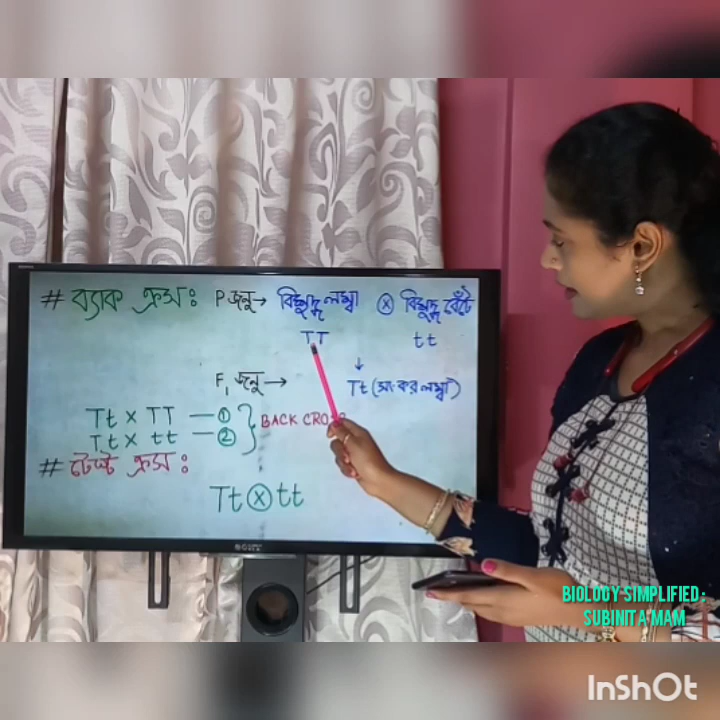 # ব্যাক ক্রসঃ P জনু → বিশুদ্ধ লম্বা ⓧ বিশুদ্ধ বেঁটে
TT tt
↓
F₁ জনু → Tt (সংকর লম্বা)
Tt × TT — ①
Tt × tt — ②
} BACK CROSS
# টেস্ট ক্রস :
Tt ⓧ tt
SONY
BIOLOGY SIMPLIFIED :
SUBINITA MAM
InShOt